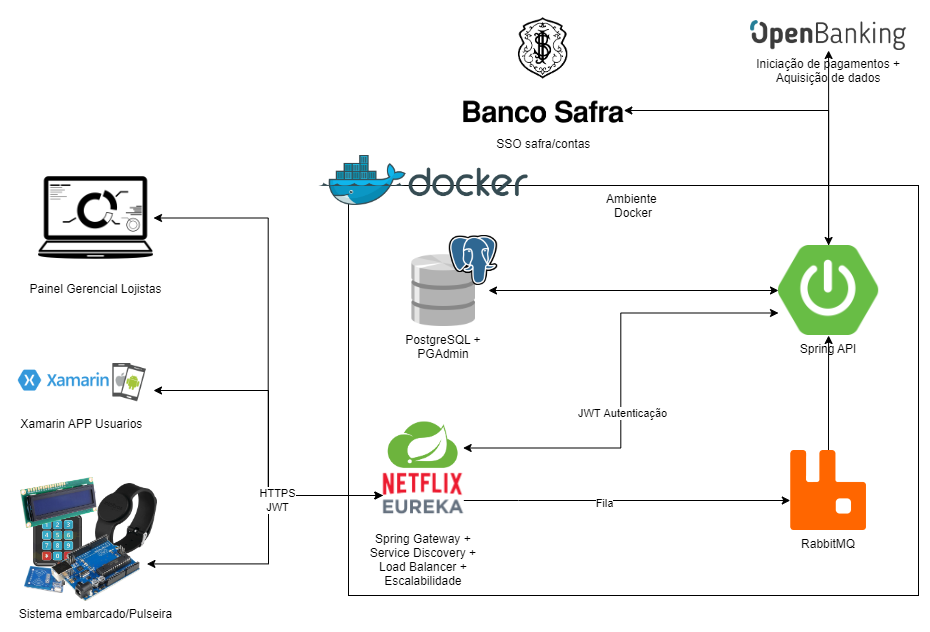 OpenBanking
Iniciação de pagamentos +
Aquisição de dados
Banco Safra
SSO safra/contas
docker
Ambiente
Docker
Painel Gerencial Lojistas
PostgreSQL +
PGAdmin
Spring API
Xamarin
Xamarin APP Usuarios
JWT Autenticação
NETFLIX
EUREKA
HTTPS
JWT
Fila
Spring Gateway +
Service Discovery +
Load Balancer +
Escalabilidade
RabbitMQ
Sistema embarcado/Pulseira